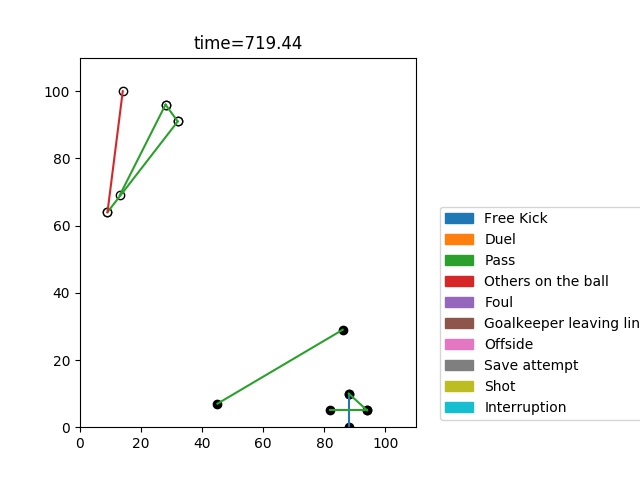 time=719.44
100
80
60
40
20
0
0 20 40 60 80 100
Free Kick
Duel
Pass
Others on the ball
Foul
Goalkeeper leaving lin
Offside
Save attempt
Shot
Interruption